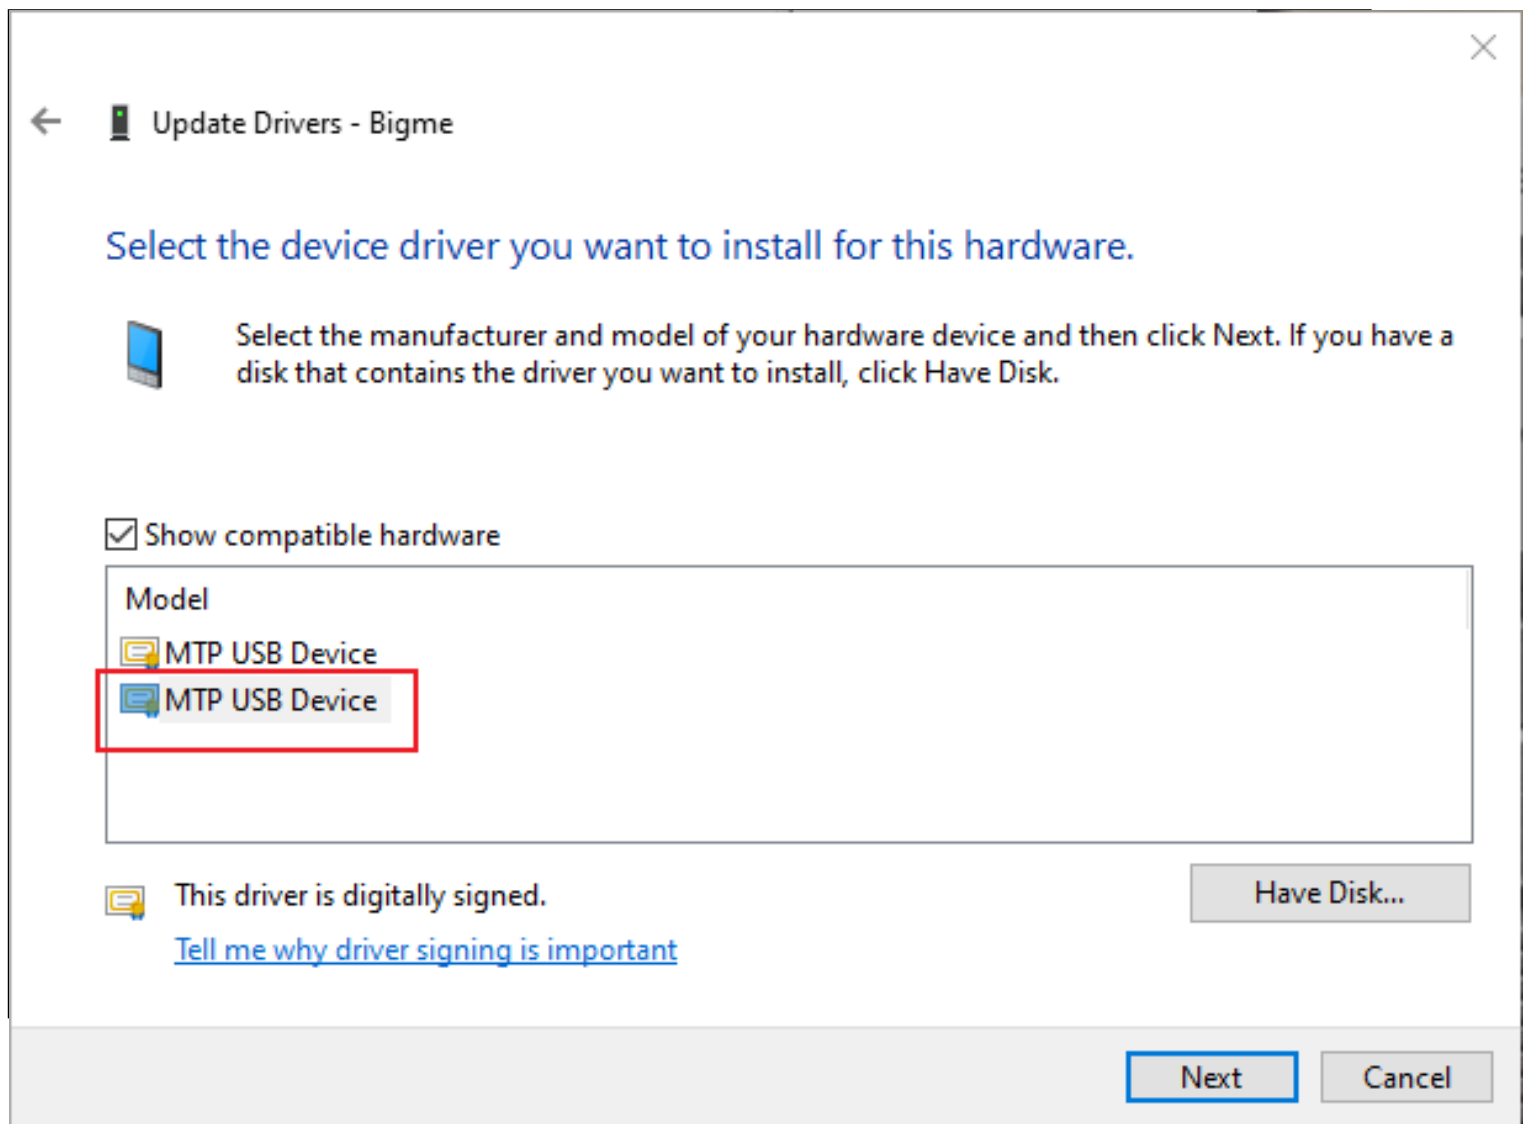 Update Drivers - Bigme
Select the device driver you want to install for this hardware.
Select the manufacturer and model of your hardware device and then click Next. If you have a
disk that contains the driver you want to install, click Have Disk.
Show compatible hardware
Model
MTP USB Device
MTP USB Device
This driver is digitally signed.
Have Disk...
Tell me why driver signing is important
Next
Cancel